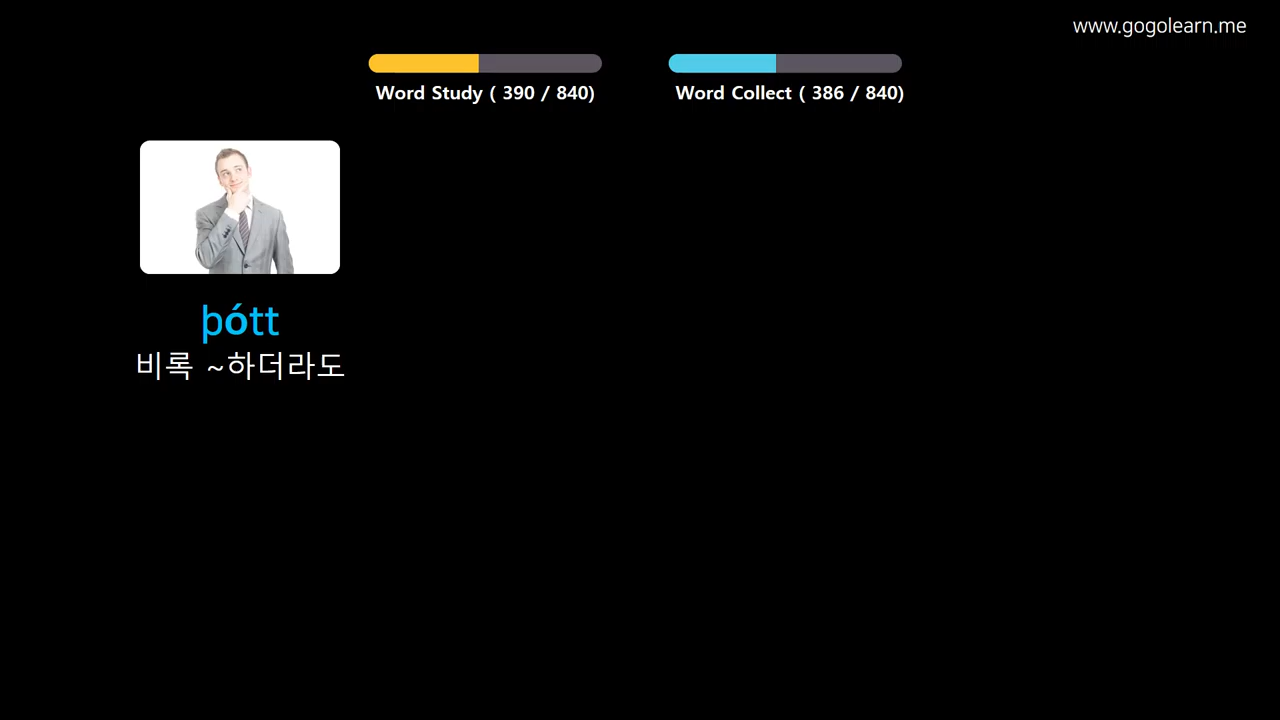 www.gogolearn.me
Word Study ( 390 / 840)
Word Collect ( 386 / 840)
þótt
비록 ~하더라도